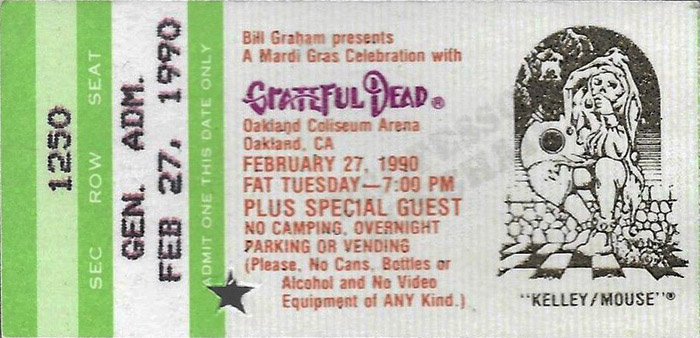 1250
SEC ROW SEAT
GEN. ADM.
FEB 27, 1990
ADMIT ONE THIS DATE ONLY
Bill Graham presents
A Mardi Gras Celebration with
GRATEFUL DEAD®
Oakland Coliseum Arena
Oakland, CA
FEBRUARY 27, 1990
FAT TUESDAY—7:00 PM
PLUS SPECIAL GUEST
NO CAMPING, OVERNIGHT
PARKING OR VENDING
(Please, No Cans, Bottles or
Alcohol and No Video
Equipment of ANY Kind.)
"KELLEY/MOUSE"®